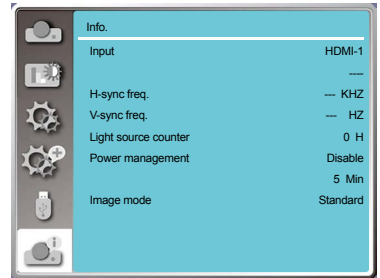 Info.
Input HDMI-1
----
H-sync freq. --- KHZ
V-sync freq. --- HZ
Light source counter 0 H
Power management Disable
5 Min
Image mode Standard